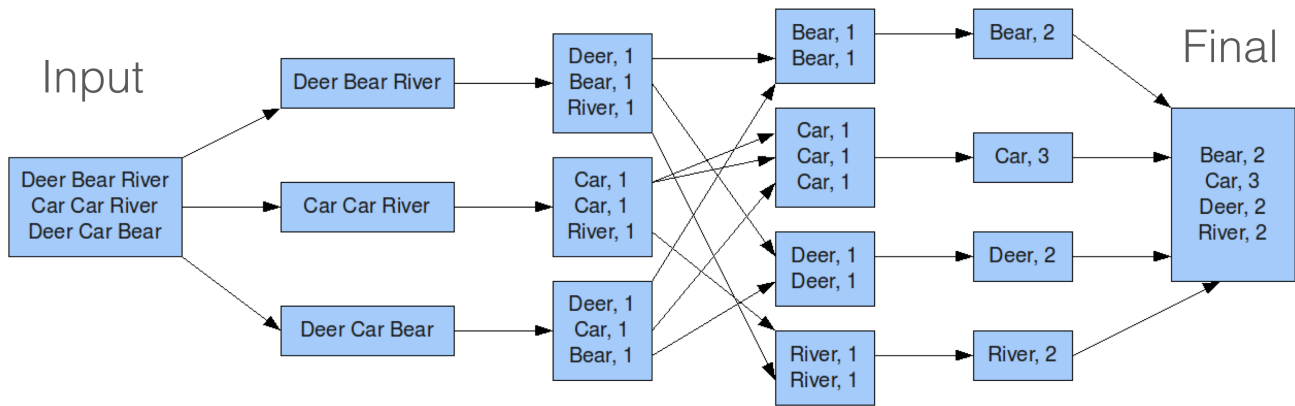 Input
Deer Bear River
Car Car River
Deer Car Bear
Deer Bear River
Car Car River
Deer Car Bear
Deer, 1
Bear, 1
River, 1
Car, 1
Car, 1
River, 1
Deer, 1
Car, 1
Bear, 1
Bear, 1
Bear, 1
Car, 1
Car, 1
Car, 1
Deer, 1
Deer, 1
River, 1
River, 1
Bear, 2
Car, 3
Deer, 2
River, 2
Final
Bear, 2
Car, 3
Deer, 2
River, 2